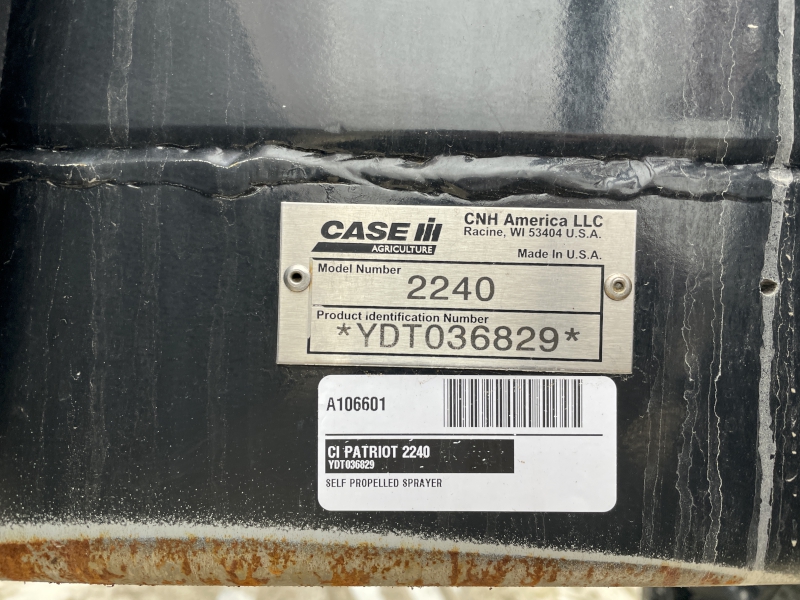 CASE IH
AGRICULTURE
CNH America LLC
Racine, WI 53404 U.S.A.
Made In U.S.A.
Model Number
2240
Product Identification Number
*YDT036829*
A106601
CI PATRIOT 2240
YDT036829
SELF PROPELLED SPRAYER